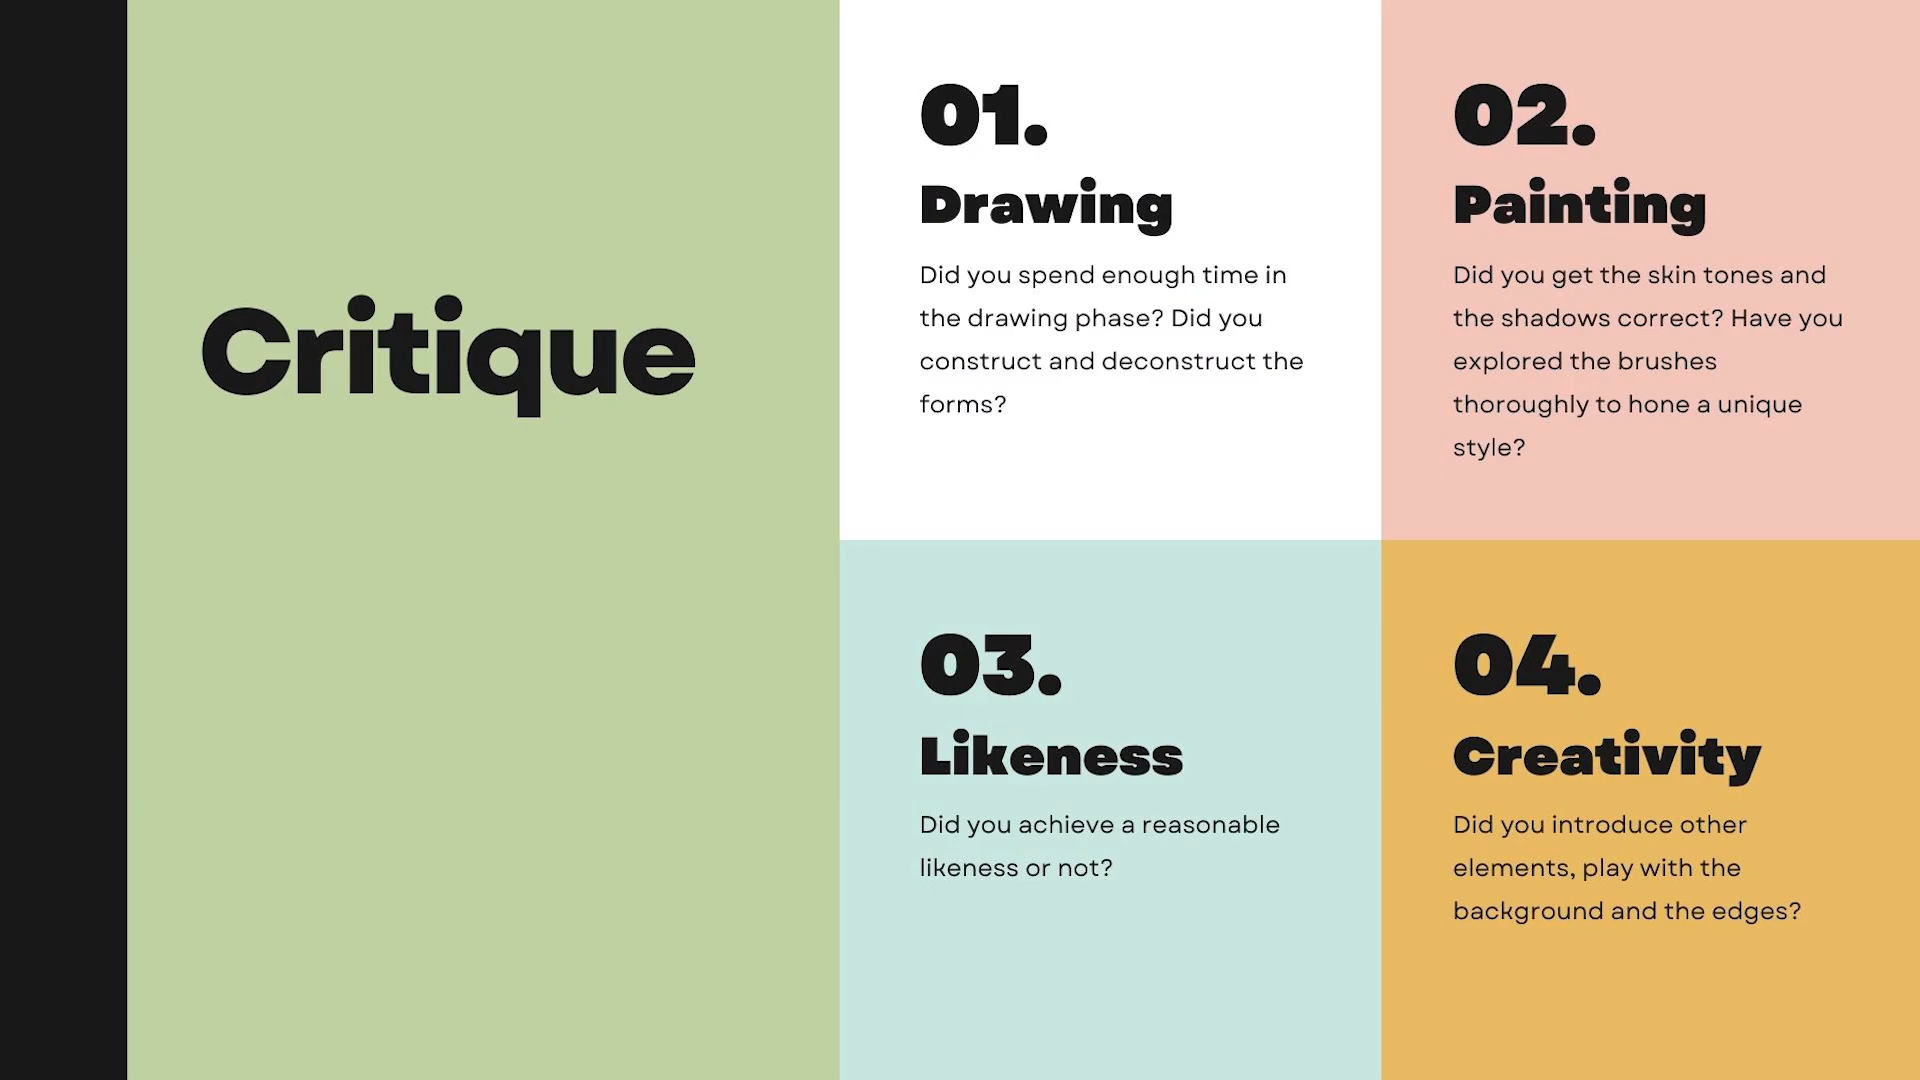 Critique
01.
Drawing
Did you spend enough time in
the drawing phase? Did you
construct and deconstruct the
forms?
02.
Painting
Did you get the skin tones and
the shadows correct? Have you
explored the brushes
thoroughly to hone a unique
style?
03.
Likeness
Did you achieve a reasonable
likeness or not?
04.
Creativity
Did you introduce other
elements, play with the
background and the edges?